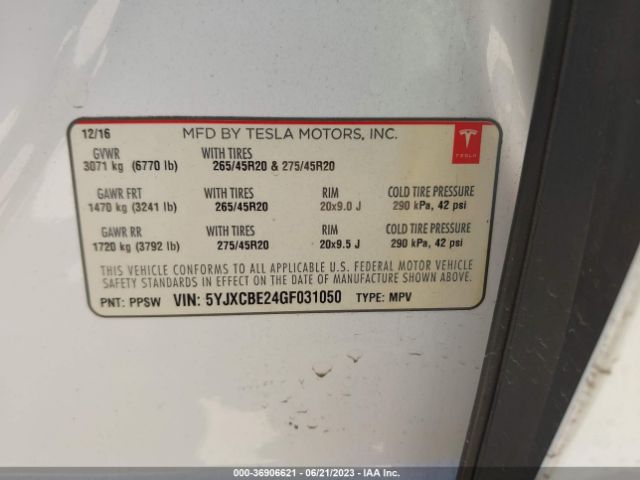 12/16 MFD BY TESLA MOTORS, INC.
GVWR WITH TIRES
3071 kg (6770 lb) 265/45R20 & 275/45R20
TESLA
GAWR FRT WITH TIRES RIM COLD TIRE PRESSURE
1470 kg (3241 lb) 265/45R20 20x9.0 J 290 kPa, 42 psi
GAWR RR WITH TIRES RIM COLD TIRE PRESSURE
1720 kg (3792 lb) 275/45R20 20x9.5 J 290 kPa, 42 psi
THIS VEHICLE CONFORMS TO ALL APPLICABLE U.S. FEDERAL MOTOR VEHICLE
SAFETY STANDARDS IN EFFECT ON THE DATE OF MANUFACTURE SHOWN ABOVE.
PNT: PPSW VIN: 5YJXCBE24GF031050 TYPE: MPV
000-36906621 - 06/21/2023 - IAA Inc.